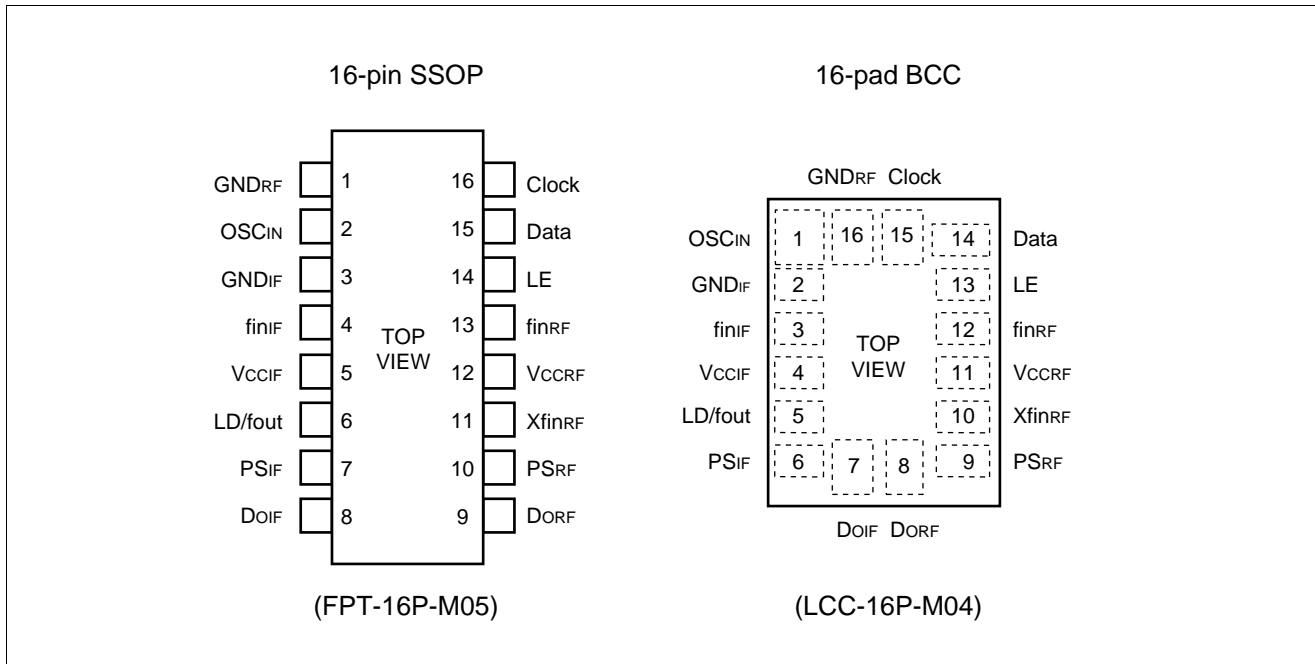 16-pin SSOP
GNDRF 1 16 Clock
OSCIN 2 15 Data
GNDIF 3 14 LE
finIF 4 13 finRF
TOP
VIEW
VCCIF 5 12 VCCRF
LD/fout 6 11 XfinRF
PSIF 7 10 PSRF
DOIF 8 9 DORF
(FPT-16P-M05)
16-pad BCC
GNDRF Clock
OSCIN 1 16 15 14 Data
GNDIF 2 13 LE
finIF 3 12 finRF
TOP
VIEW
VCCIF 4 11 VCCRF
LD/fout 5 10 XfinRF
PSIF 6 7 8 9 PSRF
DOIF DORF
(LCC-16P-M04)